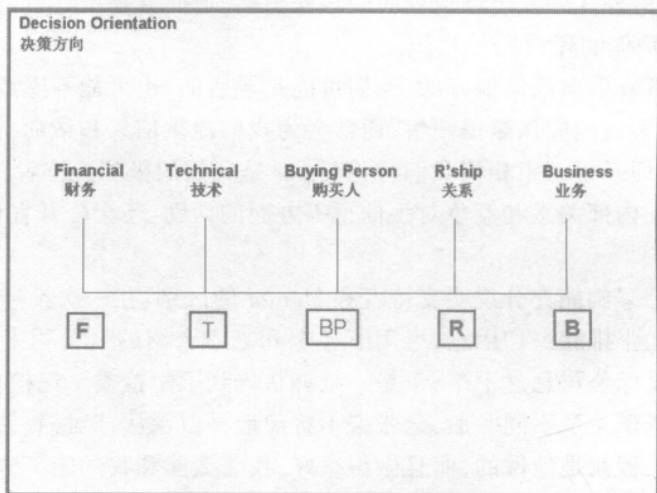 Decision Orientation
决策方向
Financial Technical Buying Person R'ship Business
财务 技术 购买人 关系 业务
F T BP R B